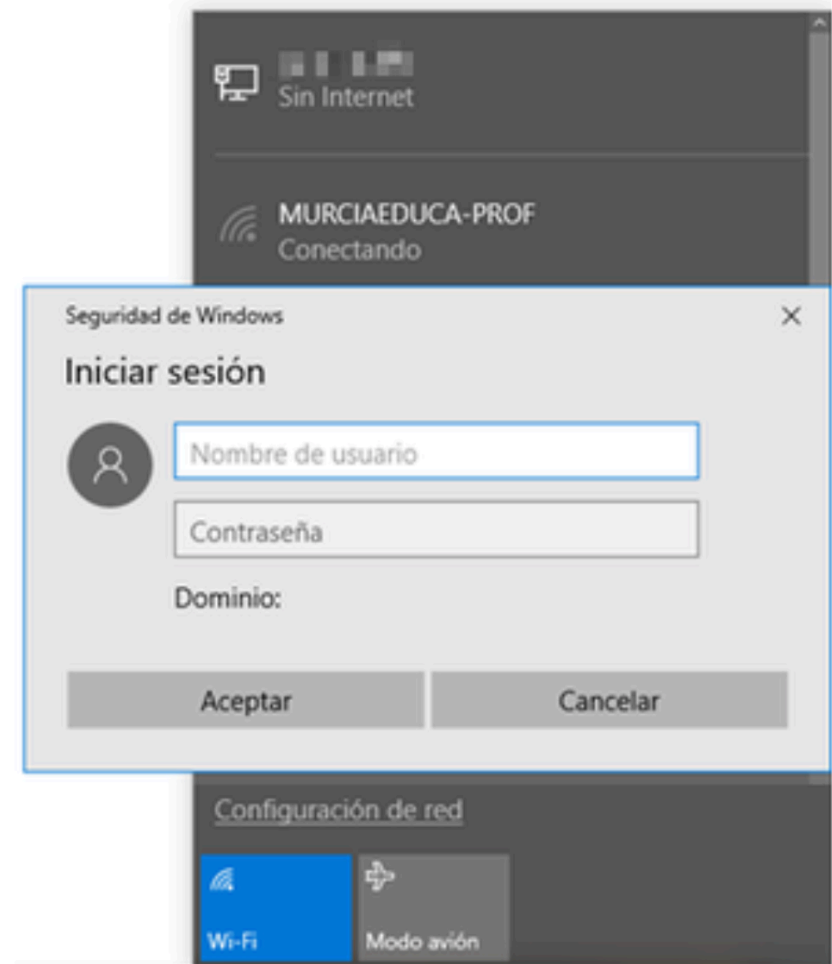 Sin Internet
MURCIAEDUCA-PROF
Conectando
Seguridad de Windows
Iniciar sesión
Nombre de usuario
Contraseña
Dominio:
Aceptar
Cancelar
Configuración de red
Wi-Fi
Modo avión